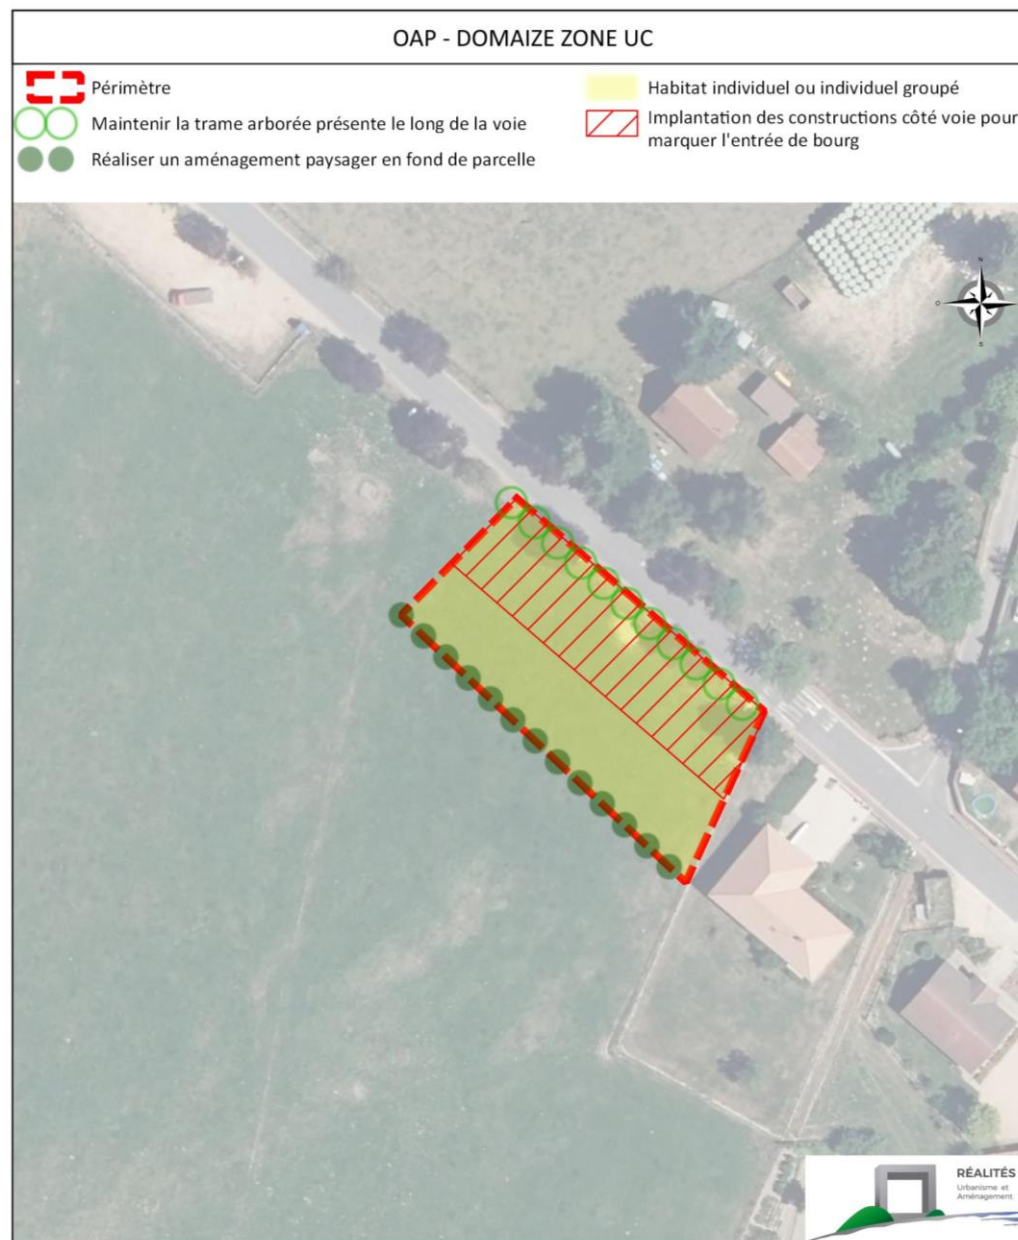 OAP - DOMAIZE ZONE UC
Périmètre
Maintenir la trame arborée présente le long de la voie
Réaliser un aménagement paysager en fond de parcelle
Habitat individuel ou individuel groupé
Implantation des constructions côté voie pour
marquer l'entrée de bourg
N
O
S
RÉALITÉS
Urbanisme et
Aménagement